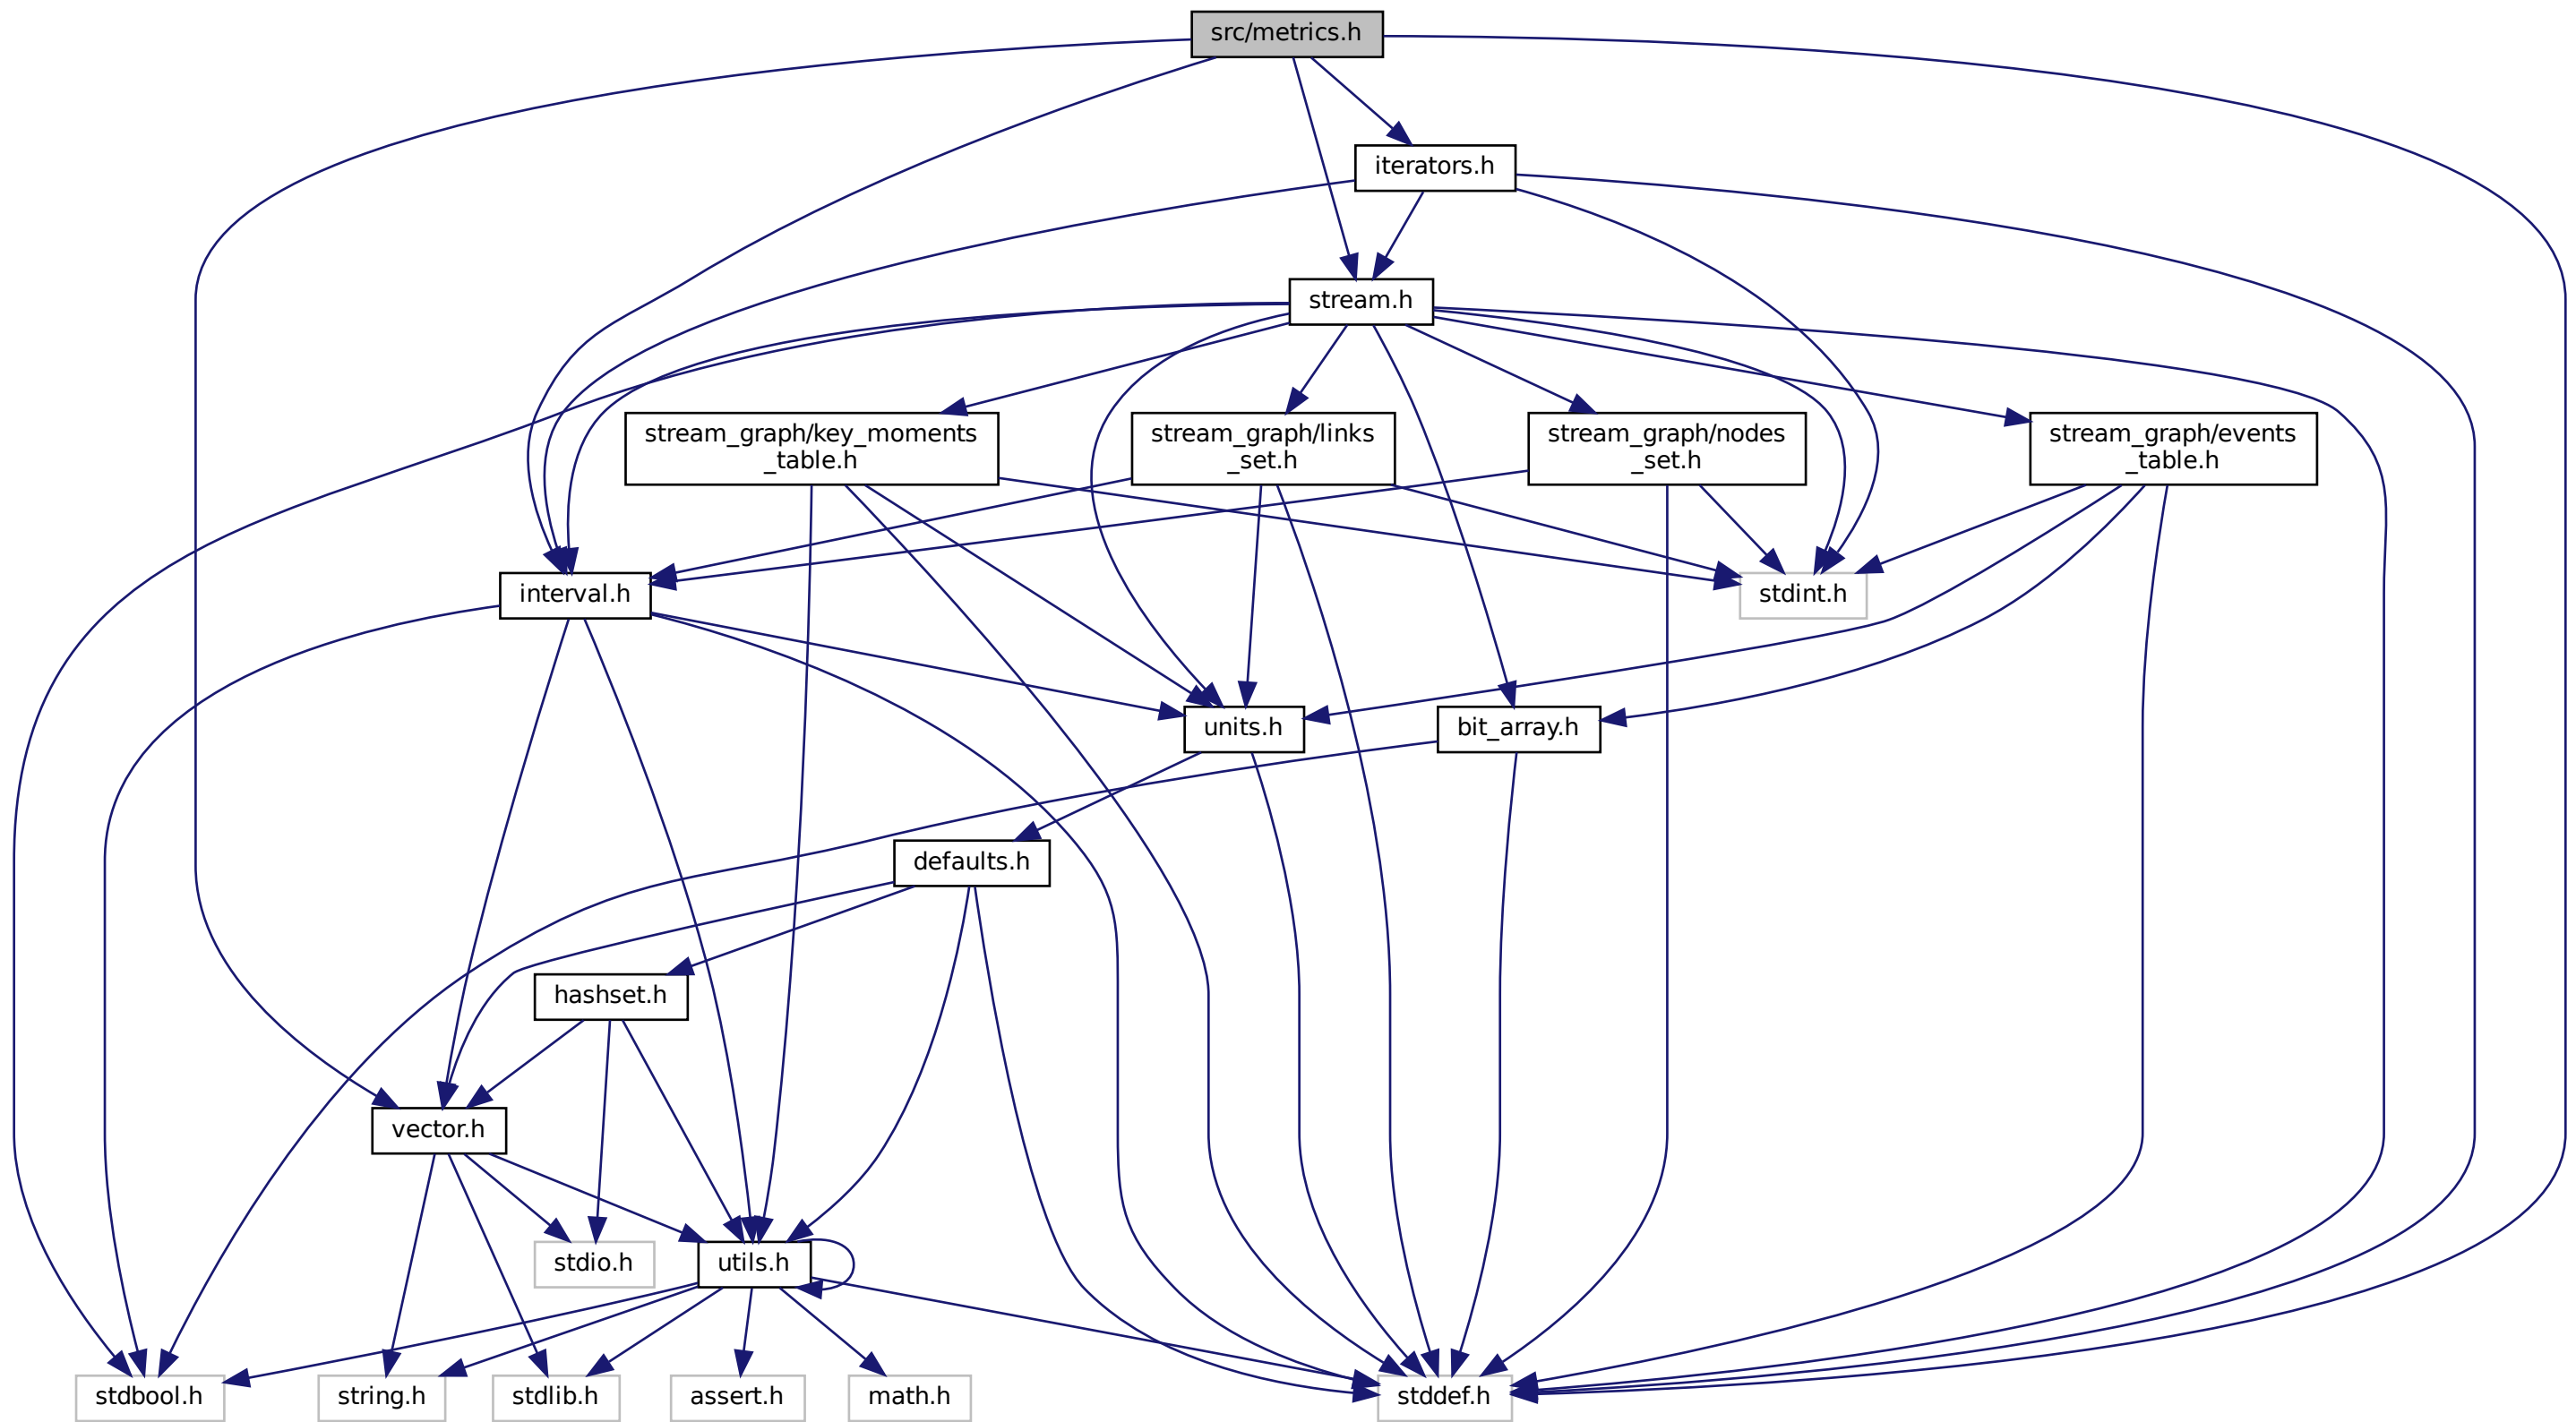 src/metrics.h
iterators.h
stream.h
stream_graph/key_moments
_table.h
stream_graph/links
_set.h
stream_graph/nodes
_set.h
stream_graph/events
_table.h
interval.h
stdint.h
units.h
bit_array.h
defaults.h
hashset.h
vector.h
stdio.h
utils.h
stdbool.h
string.h
stdlib.h
assert.h
math.h
stddef.h